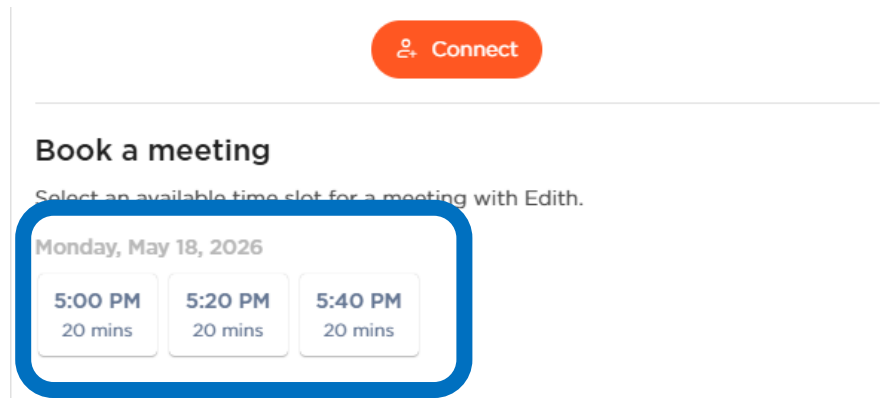 Connect
Book a meeting
Select an available time slot for a meeting with Edith.
Monday, May 18, 2026
5:00 PM 5:20 PM 5:40 PM
20 mins 20 mins 20 mins